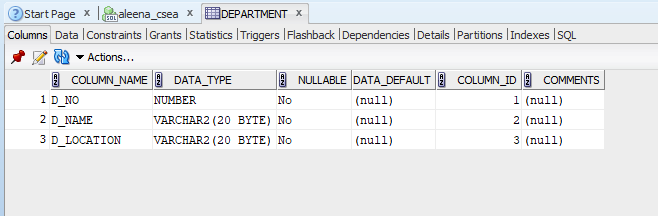 Start Page x aleena_csea x DEPARTMENT x
Columns Data Constraints Grants Statistics Triggers Flashback Dependencies Details Partitions Indexes SQL
Actions...
COLUMN_NAME DATA_TYPE NULLABLE DATA_DEFAULT COLUMN_ID COMMENTS
1 D_NO NUMBER No (null) 1 (null)
2 D_NAME VARCHAR2(20 BYTE) No (null) 2 (null)
3 D_LOCATION VARCHAR2(20 BYTE) No (null) 3 (null)